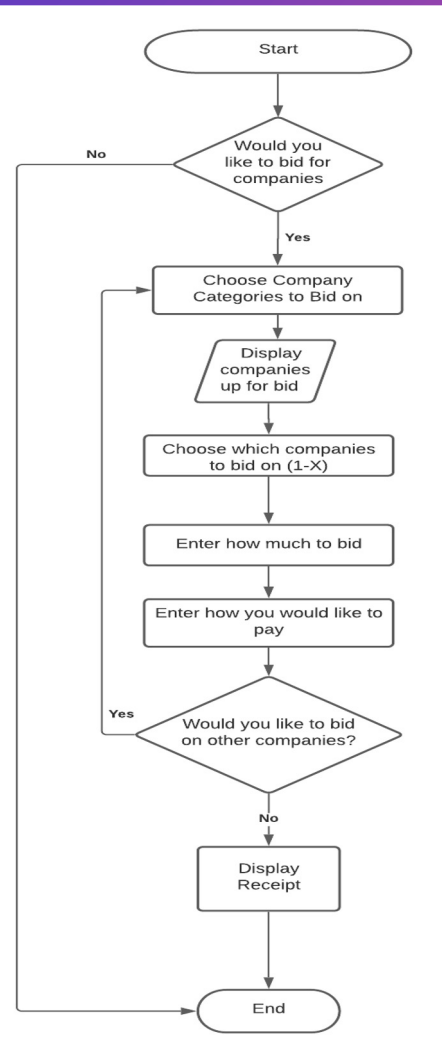 Start
Would you
like to bid for
companies
No
Yes
Choose Company
Categories to Bid on
Display
companies
up for bid
Choose which companies
to bid on (1-X)
Enter how much to bid
Enter how you would like to
pay
Yes
Would you like to bid
on other companies?
No
Display
Receipt
End